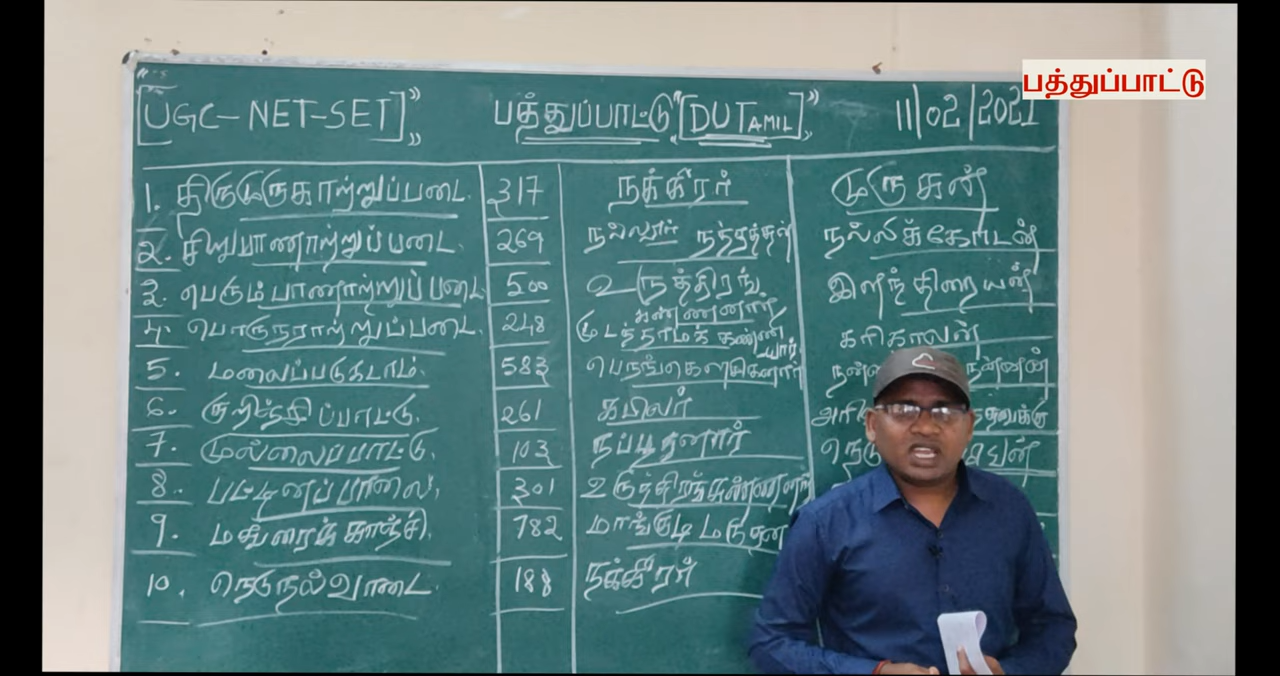 பத்துப்பாட்டு
[UGC-NET-SET]" பத்துப்பாட்டு "[DUTAMIL]" 11/02/2021
1. திருமுருகாற்றுப்படை 317 நக்கீரர் முருகன்
2. சிறுபாணாற்றுப்படை. 269 நல்லூர் நத்தத்தன் நல்லிக்கோடன்
3. பெரும்பாணாற்றுப்படை 500 உருத்திரங் கண்ணனார் இளந்திரையன்
4. பொருநராற்றுப்படை. 248 முடத்தாமக் கண்ணி யார் கரிகாலன்
5. மலைப்படுகடாம். 583 நன்னன்
6. குறிஞ்சிப்பாட்டு. 261 கபிலர்
7. முல்லைப்பாட்டு. 103 நப்பூதனார்
8. பட்டினப்பாலை. 301 உருத்திரங்கண்ணனார்
9. மதுரைக் காஞ்சி. 782 மாங்குடி
10. நெடுநல்வாடை. 188 நக்கீரர்